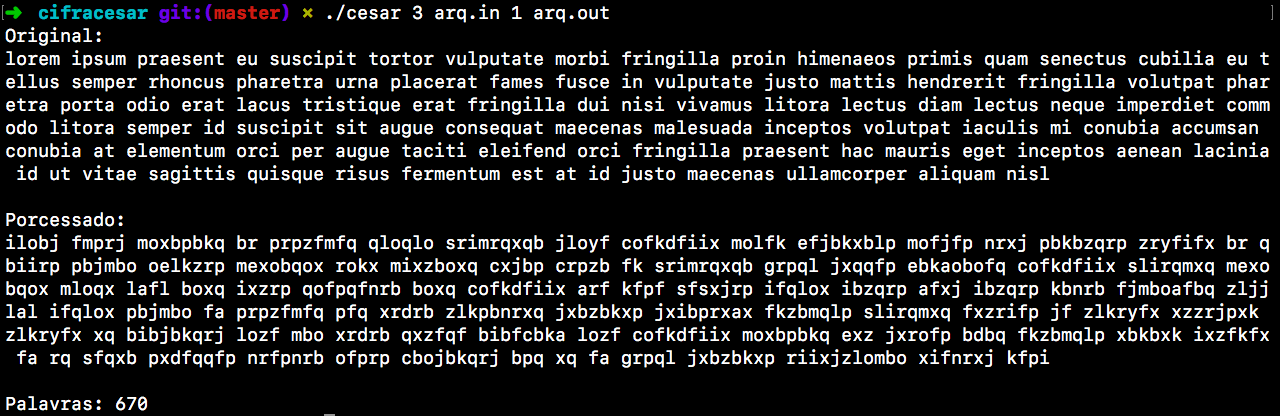 ➜ cifracesar git:(master) × ./cesar 3 arq.in 1 arq.out
Original:
lorem ipsum praesent eu suscipit tortor vulputate morbi fringilla proin himenaeos primis quam senectus cubilia eu t
ellus semper rhoncus pharetra urna placerat fames fusce in vulputate justo mattis hendrerit fringilla volutpat phar
etra porta odio erat lacus tristique erat fringilla dui nisi vivamus litora lectus diam lectus neque imperdiet comm
odo litora semper id suscipit sit augue consequat maecenas malesuada inceptos volutpat iaculis mi conubia accumsan
conubia at elementum orci per augue taciti eleifend orci fringilla praesent hac mauris eget inceptos aenean lacinia
 id ut vitae sagittis quisque risus fermentum est at id justo maecenas ullamcorper aliquam nisl
Porcessado:
ilobj fmprj moxbpbkq br prpzfmfq qloqlo srimrqxqb jloyf cofkdfiix molfk efjbkxblp mofjfp nrxj pbkbzqrp zryfifx br q
biirp pbjmbo oelkzrp mexobqox rokx mixzboxq cxjbp crpzb fk srimrqxqb grpql jxqqfp ebkaobofq cofkdfiix slirqmxq mexo
bqox mloqx lafl boxq ixzrp qofpqfnrb boxq cofkdfiix arf kfpf sfsxjrp ifqlox ibzqrp afxj ibzqrp kbnrb fjmboafbq zljj
lal ifqlox pbjmbo fa prpzfmfq pfq xrdrb zlkpbnrxq jxbzbkxp jxibprxax fkzbmqlp slirqmxq fxzrifp jf zlkryfx xzzrjpxk
zlkryfx xq bibjbkqrj lozf mbo xrdrb qxzfqf bibfcbka lozf cofkdfiix moxbpbkq exz jxrofp bdbq fkzbmqlp xbkbxk ixzfkfx
 fa rq sfqxb pxdfqqfp nrfpnrb ofprp cbojbkqrj bpq xq fa grpql jxbzbkxp riixjzlombo xifnrxj kfpi
Palavras: 670